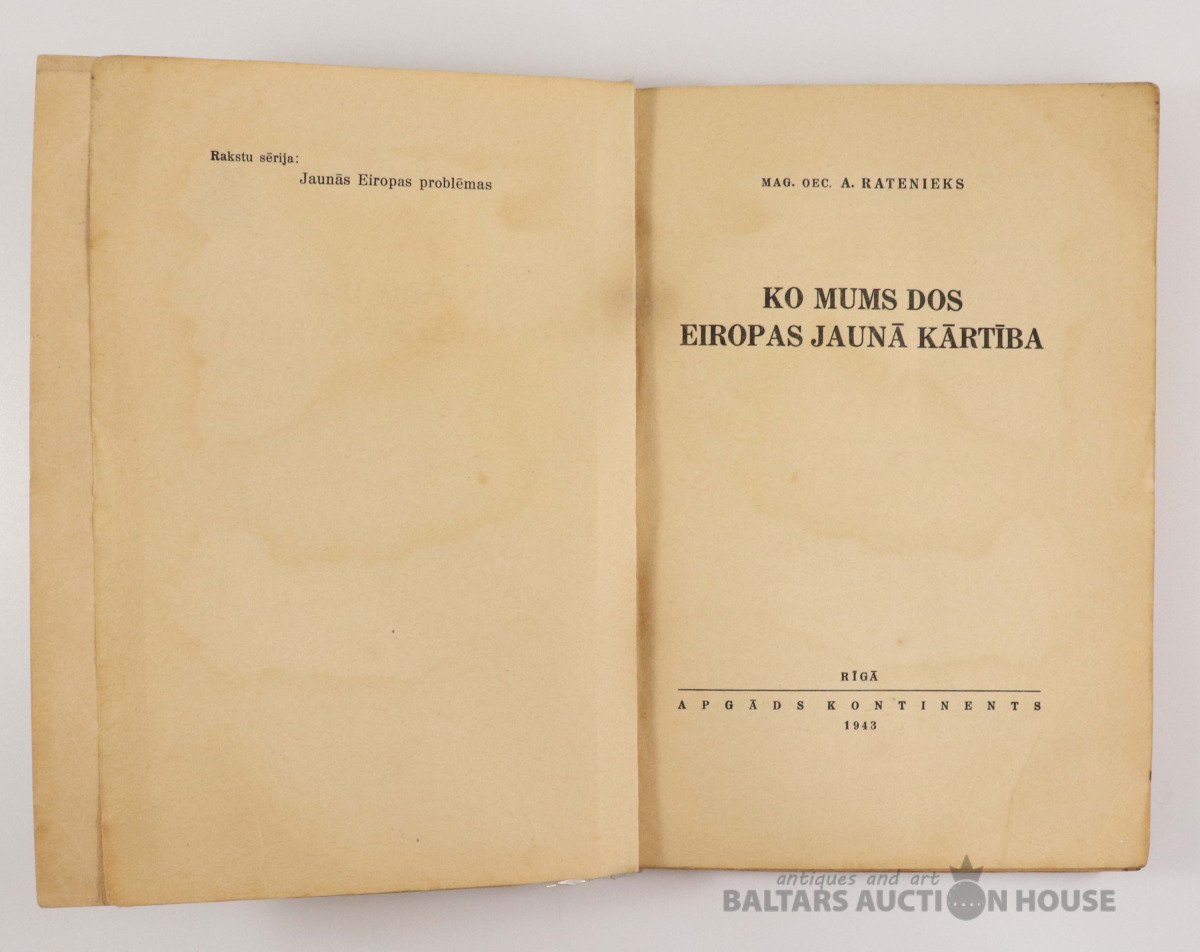 Rakstu sērija:
Jaunās Eiropas problēmas
MAG. OEC. A. RATENIEKS
KO MUMS DOS
EIROPAS JAUNĀ KĀRTĪBA
RĪGĀ
APGĀDS KONTINENTS
1943
antiques and art
BALTARS AUCTION HOUSE